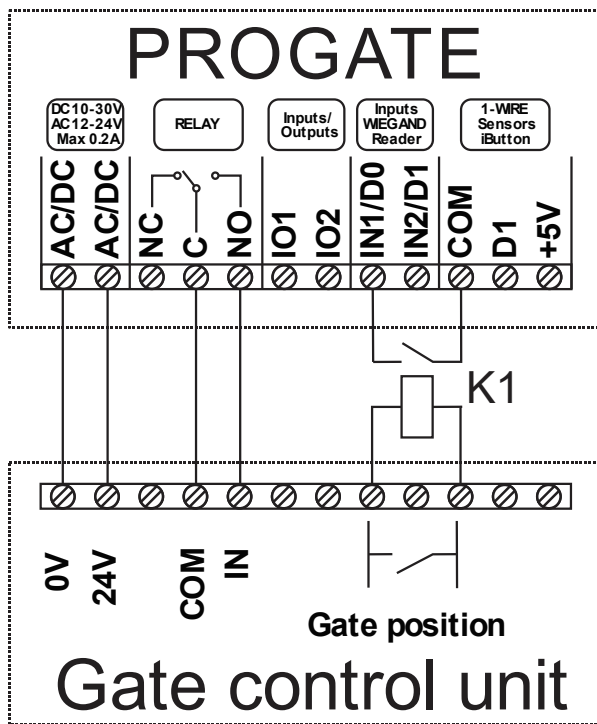 PROGATE
DC10-30V
AC12-24V
Max 0.2A
RELAY
Inputs/
Outputs
Inputs
WIEGAND
Reader
1-WIRE
Sensors
iButton
AC/DC
AC/DC
NC
C
NO
IO1
IO2
IN1/D0
IN2/D1
COM
D1
+5V
K1
0V
24V
COM
IN
Gate position
Gate control unit